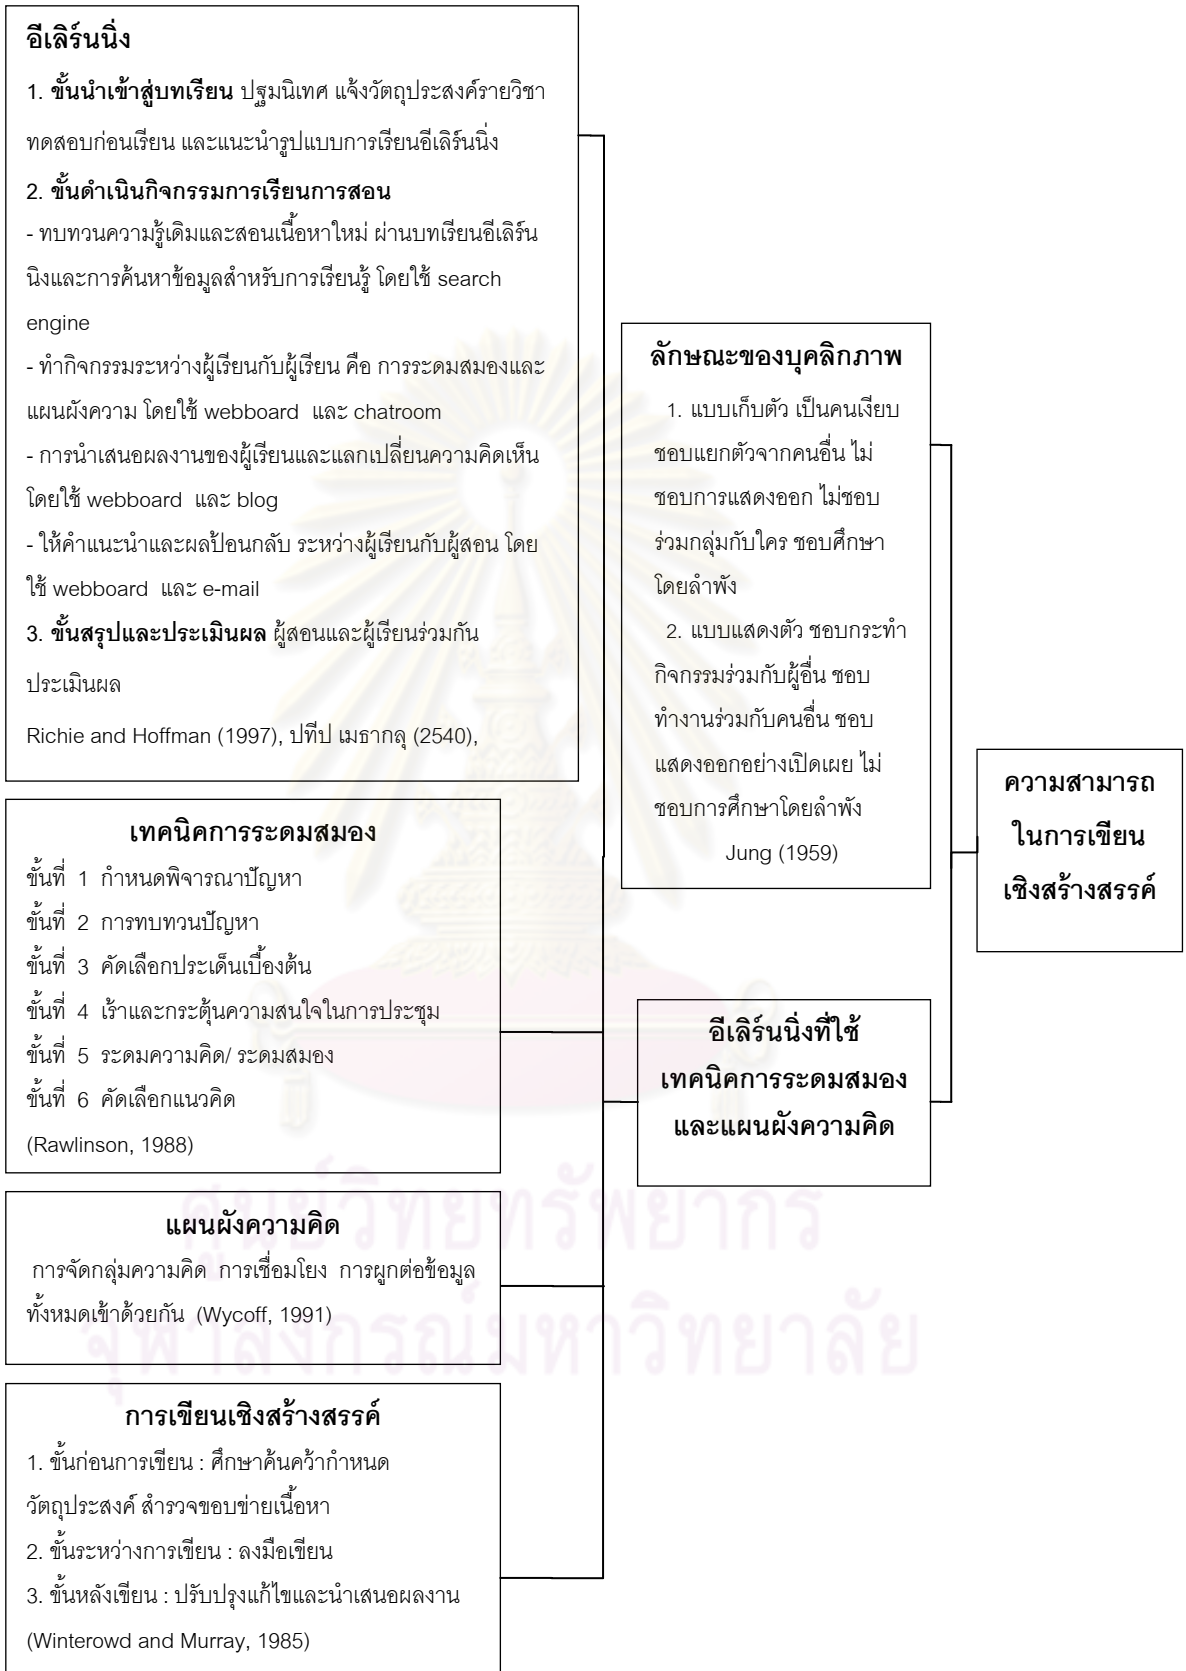 อีเลิร์นนิ่ง
1. ขั้นนำเข้าสู่บทเรียน ปฐมนิเทศ แจ้งวัตถุประสงค์รายวิชา
ทดสอบก่อนเรียน และแนะนำรูปแบบการเรียนอีเลิร์นนิ่ง
2. ขั้นดำเนินกิจกรรมการเรียนการสอน
- ทบทวนความรู้เดิมและสอนเนื้อหาใหม่ ผ่านบทเรียนอีเลิร์น
นิงและการค้นหาข้อมูลสำหรับการเรียนรู้ โดยใช้ search
engine
- ทำกิจกรรมระหว่างผู้เรียนกับผู้เรียน คือ การระดมสมองและ
แผนผังความ โดยใช้ webboard และ chatroom
- การนำเสนอผลงานของผู้เรียนและแลกเปลี่ยนความคิดเห็น
โดยใช้ webboard และ blog
- ให้คำแนะนำและผลป้อนกลับ ระหว่างผู้เรียนกับผู้สอน โดย
ใช้ webboard และ e-mail
3. ขั้นสรุปและประเมินผล ผู้สอนและผู้เรียนร่วมกัน
ประเมินผล
Richie and Hoffman (1997), ปทีป เมธากลุ (2540),
เทคนิคการระดมสมอง
ขั้นที่ 1 กำหนดพิจารณาปัญหา
ขั้นที่ 2 การทบทวนปัญหา
ขั้นที่ 3 คัดเลือกประเด็นเบื้องต้น
ขั้นที่ 4 เร้าและกระตุ้นความสนใจในการประชุม
ขั้นที่ 5 ระดมความคิด/ ระดมสมอง
ขั้นที่ 6 คัดเลือกแนวคิด
(Rawlinson, 1988)
แผนผังความคิด
การจัดกลุ่มความคิด การเชื่อมโยง การผูกต่อข้อมูล
ทั้งหมดเข้าด้วยกัน (Wycoff, 1991)
การเขียนเชิงสร้างสรรค์
1. ขั้นก่อนการเขียน : ศึกษาค้นคว้ากำหนด
วัตถุประสงค์ สำรวจขอบข่ายเนื้อหา
2. ขั้นระหว่างการเขียน : ลงมือเขียน
3. ขั้นหลังเขียน : ปรับปรุงแก้ไขและนำเสนอผลงาน
(Winterowd and Murray, 1985)
ลักษณะของบุคลิกภาพ
1. แบบเก็บตัว เป็นคนเงียบ
ชอบแยกตัวจากคนอื่น ไม่
ชอบการแสดงออก ไม่ชอบ
ร่วมกลุ่มกับใคร ชอบศึกษา
โดยลำพัง
2. แบบแสดงตัว ชอบกระทำ
กิจกรรมร่วมกับผู้อื่น ชอบ
ทำงานร่วมกับคนอื่น ชอบ
แสดงออกอย่างเปิดเผย ไม่
ชอบการศึกษาโดยลำพัง
Jung (1959)
อีเลิร์นนิ่งที่ใช้
เทคนิคการระดมสมอง
และแผนผังความคิด
ความสามารถ
ในการเขียน
เชิงสร้างสรรค์
ศูนย์วิทยทรัพยากร
จุฬาลงกรณ์มหาวิทยาลัย